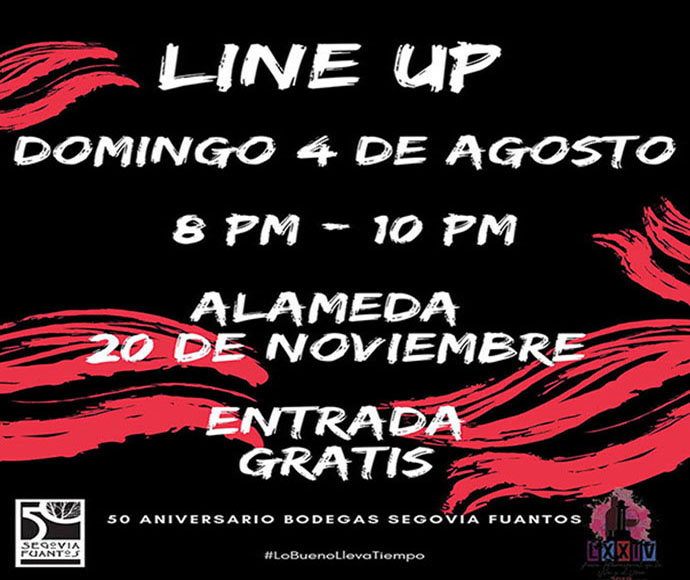 LINE UP
DOMINGO 4 DE AGOSTO
8 PM - 10 PM
ALAMEDA
20 DE NOVIEMBRE
ENTRADA
GRATIS
50
SEGOVIA
FUANTOS
50 ANIVERSARIO BODEGAS SEGOVIA FUANTOS
#LoBuenoLlevaTiempo
LXXIV